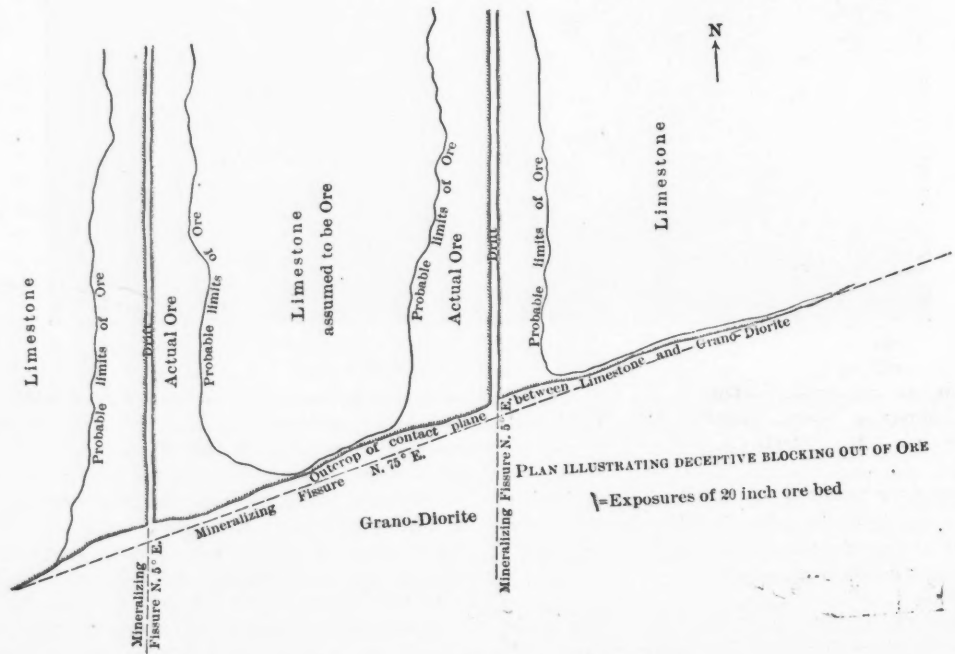 N
Limestone
Probable limits of Ore
Drift
Actual Ore
Probable limits of Ore
Limestone
assumed to be Ore
Probable limits of Ore
Actual Ore
Drift
Probable limits of Ore
Limestone
Outcrop of contact plane between Limestone and Grano-Diorite
Mineralizing Fissure N. 75° E.
Grano-Diorite
Mineralizing
Fissure N. 5° E.
Mineralizing Fissure N. 5° E.
PLAN ILLUSTRATING DECEPTIVE BLOCKING OUT OF ORE
=Exposures of 20 inch ore bed